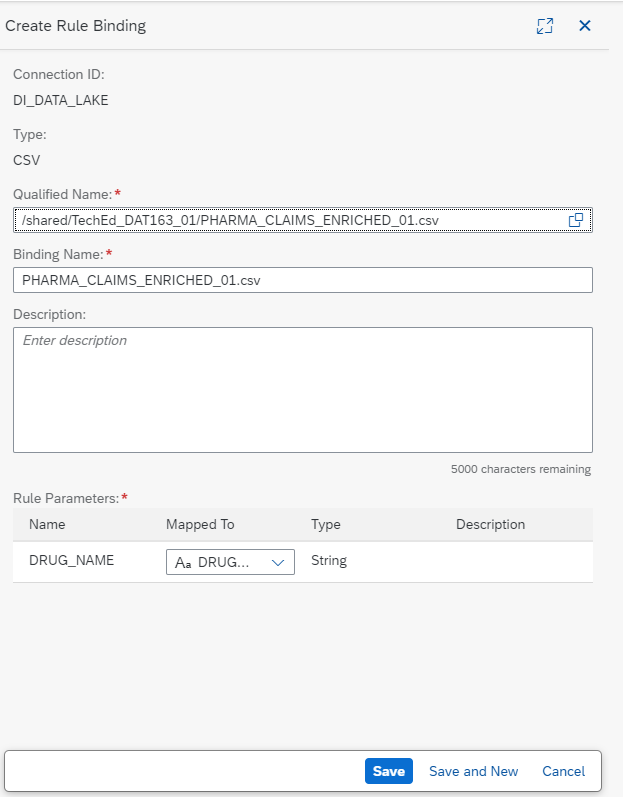 Create Rule Binding
Connection ID:
DI_DATA_LAKE
Type:
CSV
Qualified Name:*
/shared/TechEd_DAT163_01/PHARMA_CLAIMS_ENRICHED_01.csv
Binding Name:*
PHARMA_CLAIMS_ENRICHED_01.csv
Description:
Enter description
5000 characters remaining
Rule Parameters:*
Name Mapped To Type Description
DRUG_NAME Aa DRUG... String
Save Save and New Cancel